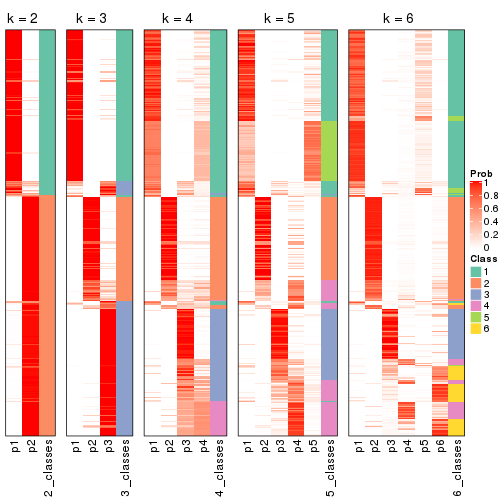 k = 2
k = 3
k = 4
k = 5
k = 6
Prob
1
0.8
0.6
0.4
0.2
0
Class
1
2
3
4
5
6
p1
p2
2_classes
p1
p2
p3
3_classes
p1
p2
p3
p4
4_classes
p1
p2
p3
p4
p5
5_classes
p1
p2
p3
p4
p5
p6
6_classes